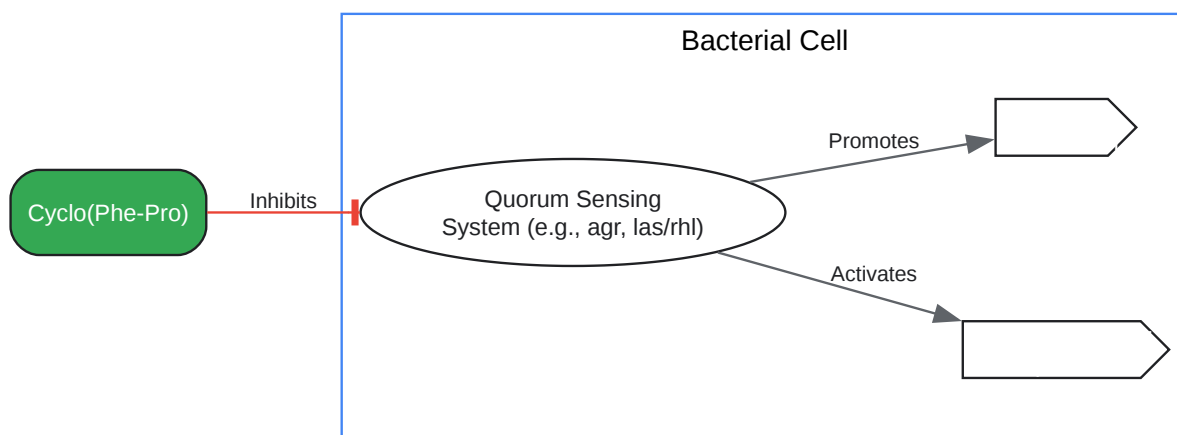 Bacterial Cell
Promotes
Cyclo(Phe-Pro)
Inhibits
Quorum Sensing
System (e.g., agr, las/rhl)
Activates